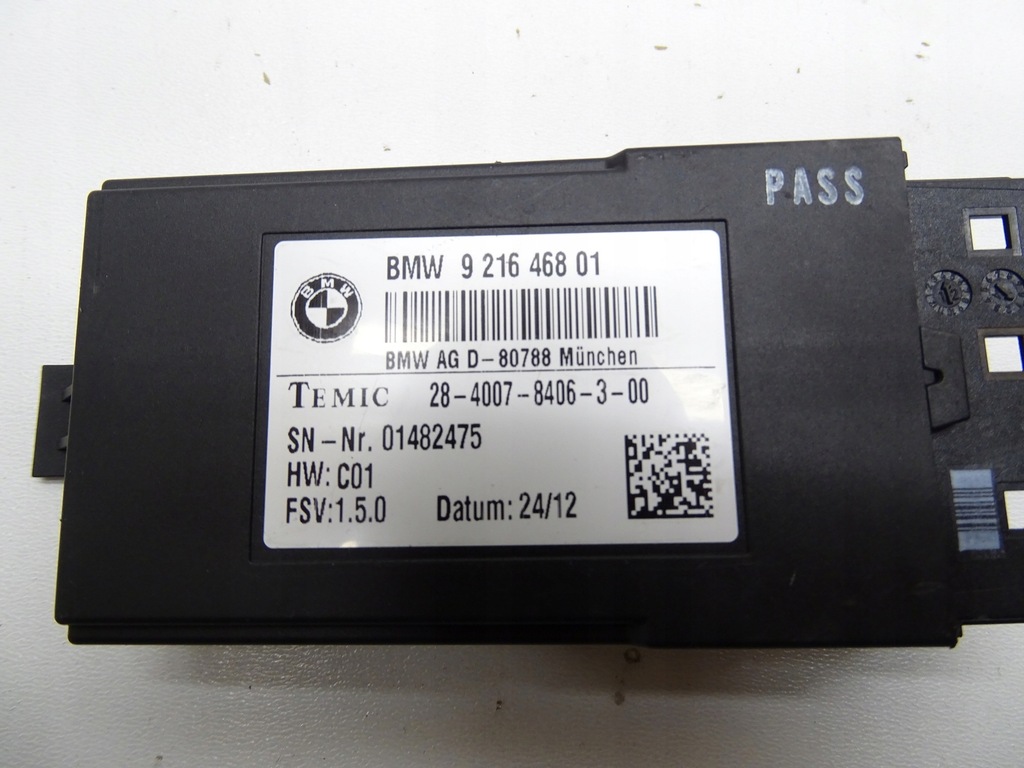 PASS
BMW 9 216 468 01
BMW
BMW AG D-80788 München
TEMIC 28-4007-8406-3-00
SN-Nr. 01482475
HW: C01
FSV:1.5.0 Datum: 24/12
12